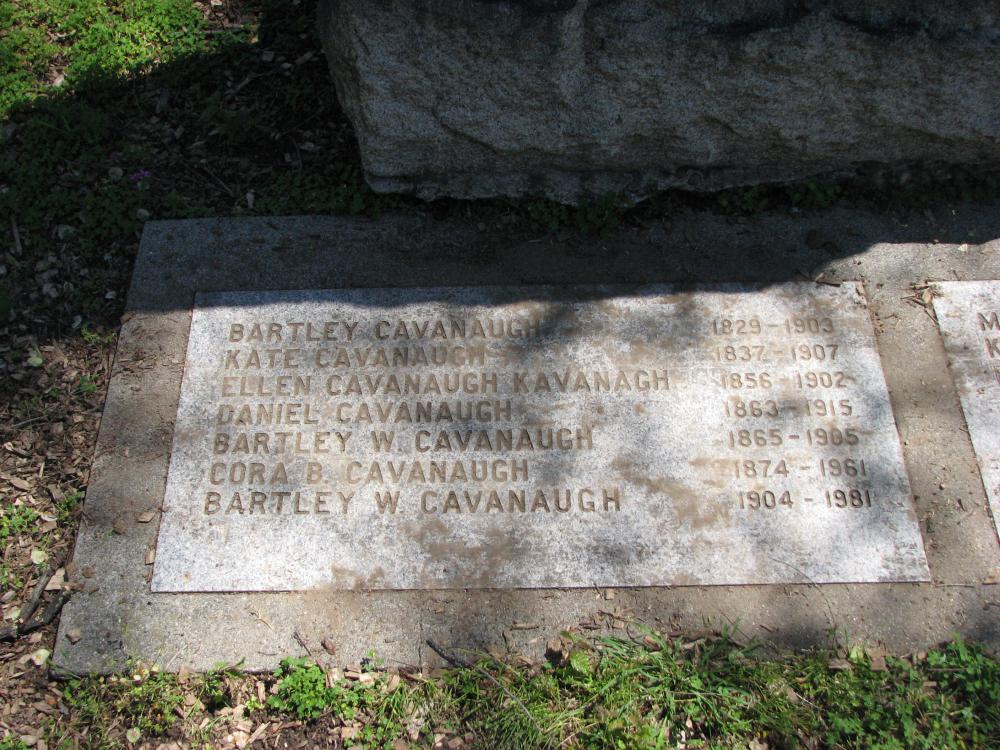 BARTLEY CAVANAUGH 1829-1903
KATE CAVANAUGH 1837-1907
ELLEN CAVANAUGH KAVANAGH 1856-1902
DANIEL CAVANAUGH 1863-1915
BARTLEY W. CAVANAUGH 1865-1905
CORA B. CAVANAUGH 1874-1961
BARTLEY W CAVANAUGH 1904-1981